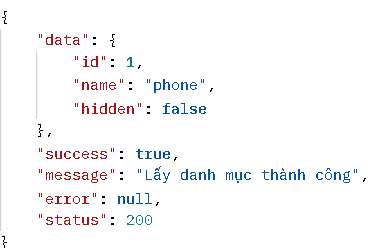 {
    "data": {
        "id": 1,
        "name": "phone",
        "hidden": false
    },
    "success": true,
    "message": "Lấy danh mục thành công",
    "error": null,
    "status": 200
}